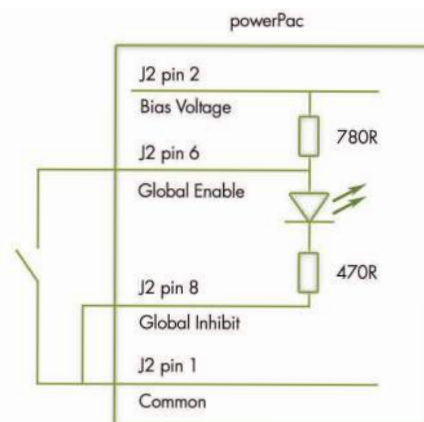 powerPac
J2 pin 2
Bias Voltage
780R
J2 pin 6
Global Enable
470R
J2 pin 8
Global Inhibit
J2 pin 1
Common